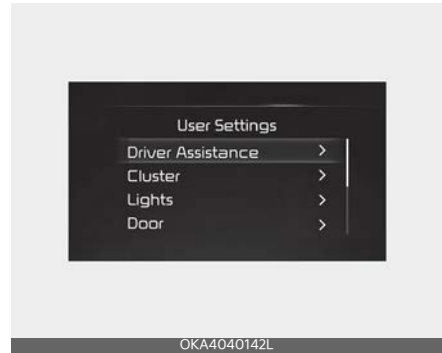 User Settings
Driver Assistance >
Cluster >
Lights >
Door >
OKA4040142L